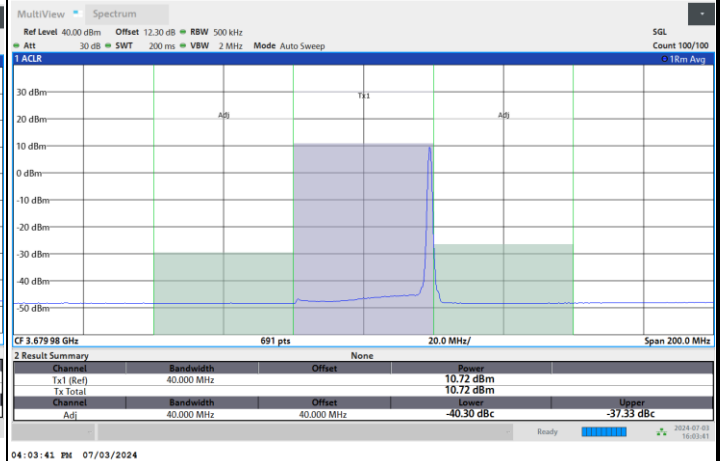 MultiView Spectrum
Ref Level 40.00 dBm Offset 12.30 dB RBW 500 kHz SGL
Att 30 dB SWT 200 ms VBW 2 MHz Mode Auto Sweep Count 100/100
1 ACLR 1Rm Avg
30 dBm
Tx1
20 dBm Adj Adj
10 dBm
0 dBm
-10 dBm
-20 dBm
-30 dBm
-40 dBm
-50 dBm
CF 3.679 98 GHz 691 pts 20.0 MHz/ Span 200.0 MHz
2 Result Summary None
Channel Bandwidth Offset Power
Tx1 (Ref) 40.000 MHz 10.72 dBm
Tx Total 10.72 dBm
Channel Bandwidth Offset Lower Upper
Adj 40.000 MHz 40.000 MHz -40.30 dBc -37.33 dBc
Ready 2024-07-03
16:03:41
04:03:41 PM 07/03/2024